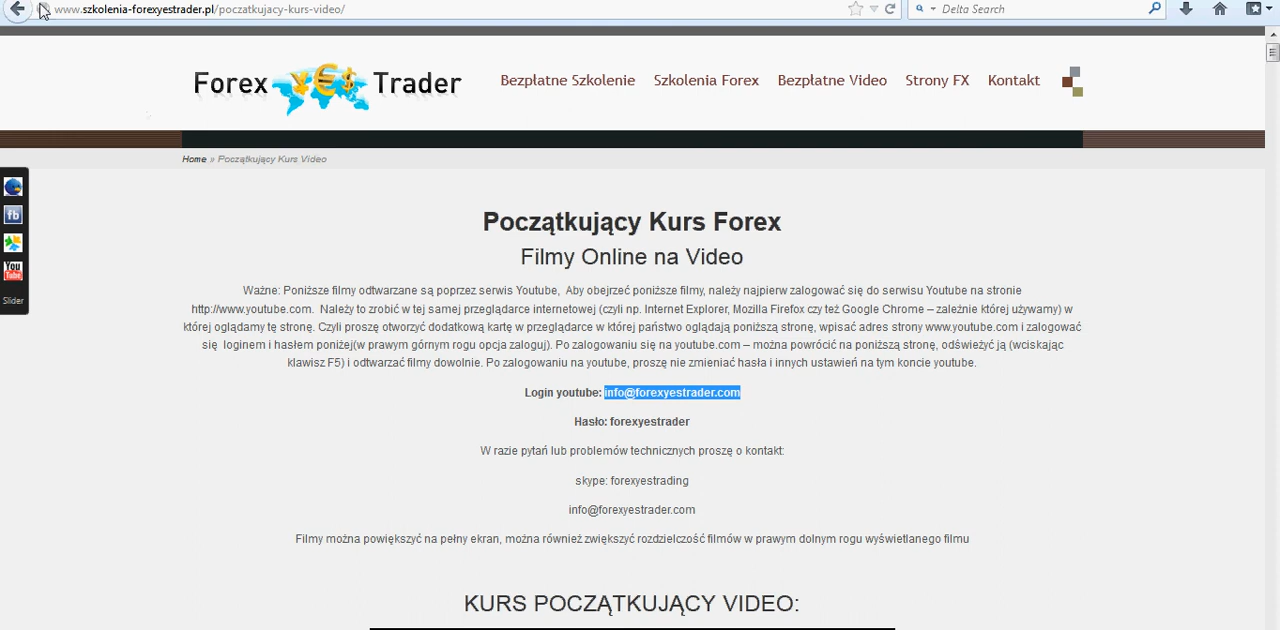 www.szkolenia-forexyestrader.pl/poczatkujacy-kurs-video/
Delta Search
Forex YES Trader
Bezpłatne Szkolenie Szkolenia Forex Bezpłatne Video Strony FX Kontakt
Home » Początkujący Kurs Video
fb
You Tube
Slider
Początkujący Kurs Forex
Filmy Online na Video
Ważne: Poniższe filmy odtwarzane są poprzez serwis Youtube, Aby obejrzeć poniższe filmy, należy najpierw zalogować się do serwisu Youtube na stronie
http://www.youtube.com. Należy to zrobić w tej samej przeglądarce internetowej (czyli np. Internet Explorer, Mozilla Firefox czy też Google Chrome – zależnie której używamy) w
której oglądamy tę stronę. Czyli proszę otworzyć dodatkową kartę w przeglądarce w której państwo oglądają poniższą stronę, wpisać adres strony www.youtube.com i zalogować
się loginem i hasłem poniżej(w prawym górnym rogu opcja zaloguj). Po zalogowaniu się na youtube.com – można powrócić na poniższą stronę, odświeżyć ją (wciskając
klawisz F5) i odtwarzać filmy dowolnie. Po zalogowaniu na youtube, proszę nie zmieniać hasła i innych ustawień na tym koncie youtube.
Login youtube: info@forexyestrader.com
Hasło: forexyestrader
W razie pytań lub problemów technicznych proszę o kontakt:
skype: forexyestrading
info@forexyestrader.com
Filmy można powiększyć na pełny ekran, można również zwiększyć rozdzielczość filmów w prawym dolnym rogu wyświetlanego filmu
KURS POCZĄTKUJĄCY VIDEO: